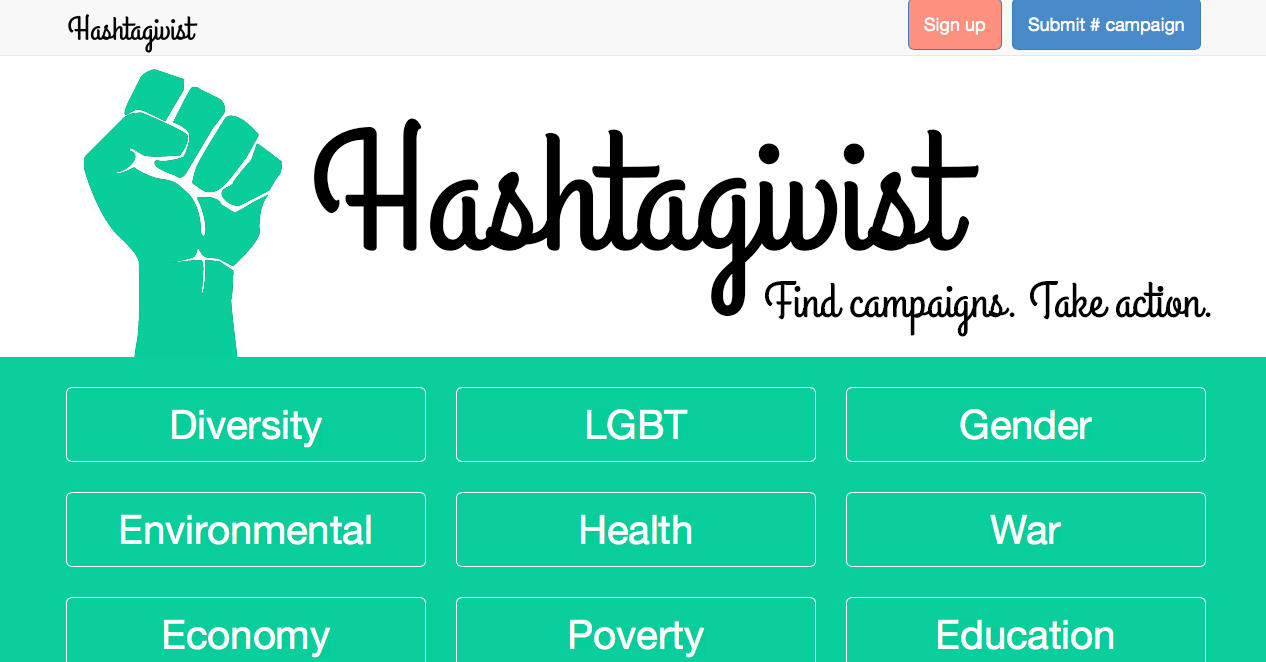 Hashtagivist
Sign up
Submit # campaign
Hashtagivist
Find campaigns. Take action.
Diversity
LGBT
Gender
Environmental
Health
War
Economy
Poverty
Education